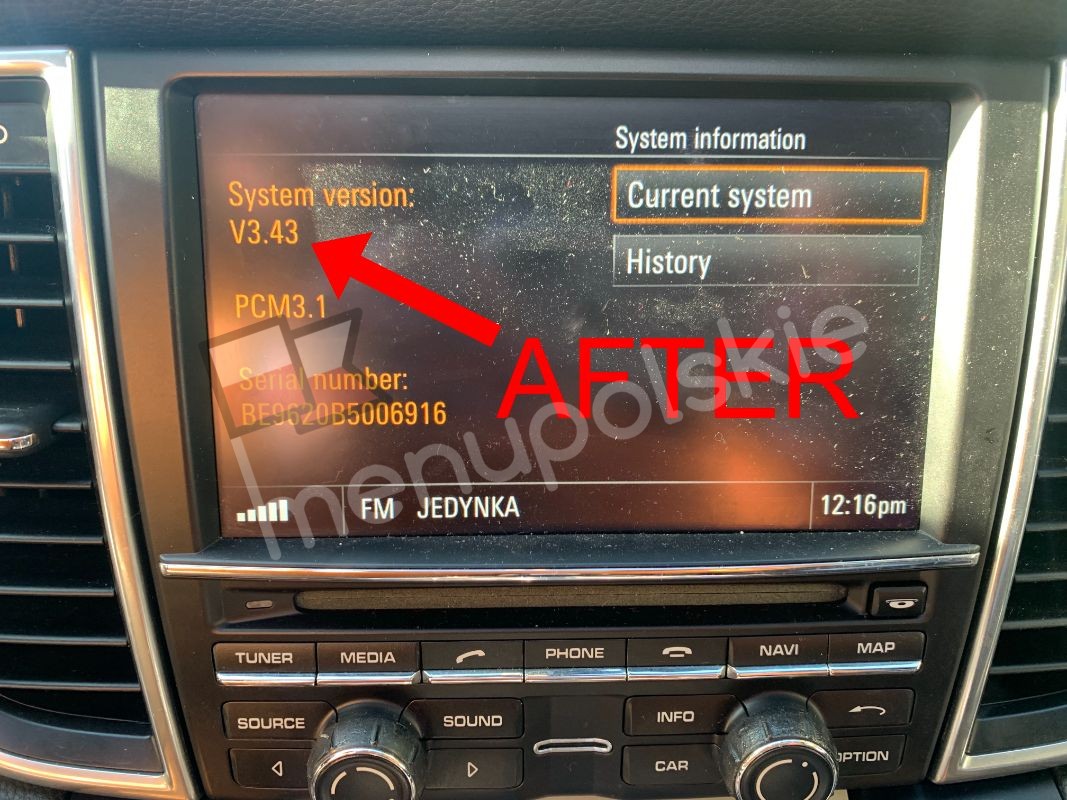 System information
System version:
V3.43
Current system
History
PCM3.1
AFTER
Serial number:
BE9620B5006916
menupolskie
FM JEDYNKA
12:16pm
TUNER
MEDIA
PHONE
NAVI
MAP
SOURCE
SOUND
INFO
CAR
OPTION